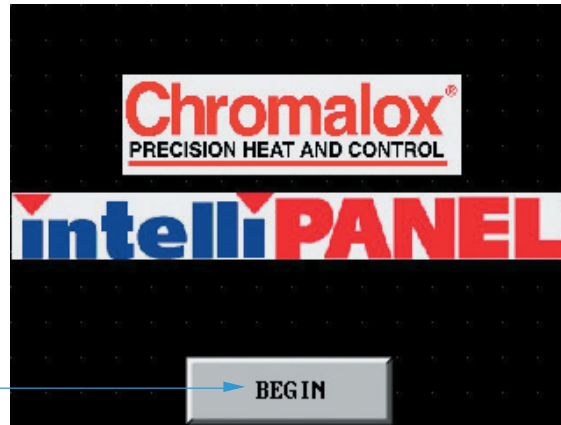 Chromalox®
PRECISION HEAT AND CONTROL
intelliPANEL
BEGIN